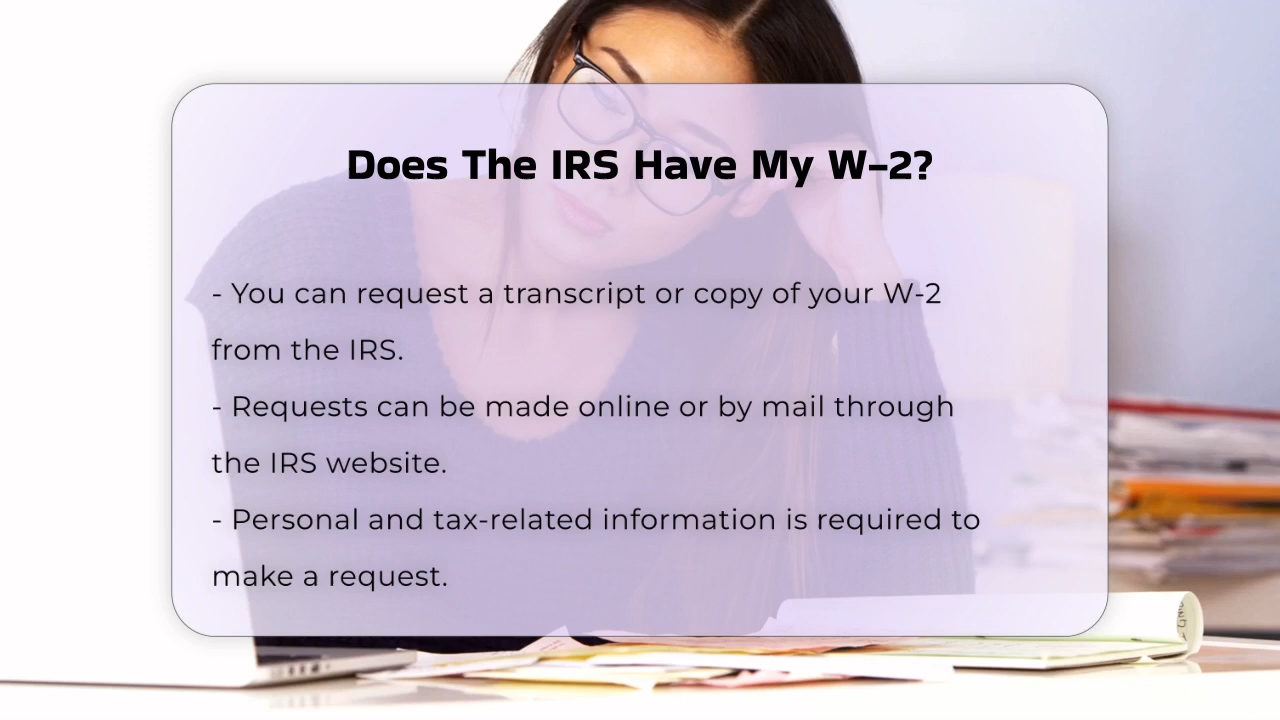 Does The IRS Have My W-2?
- You can request a transcript or copy of your W-2
from the IRS.
- Requests can be made online or by mail through
the IRS website.
- Personal and tax-related information is required to
make a request.